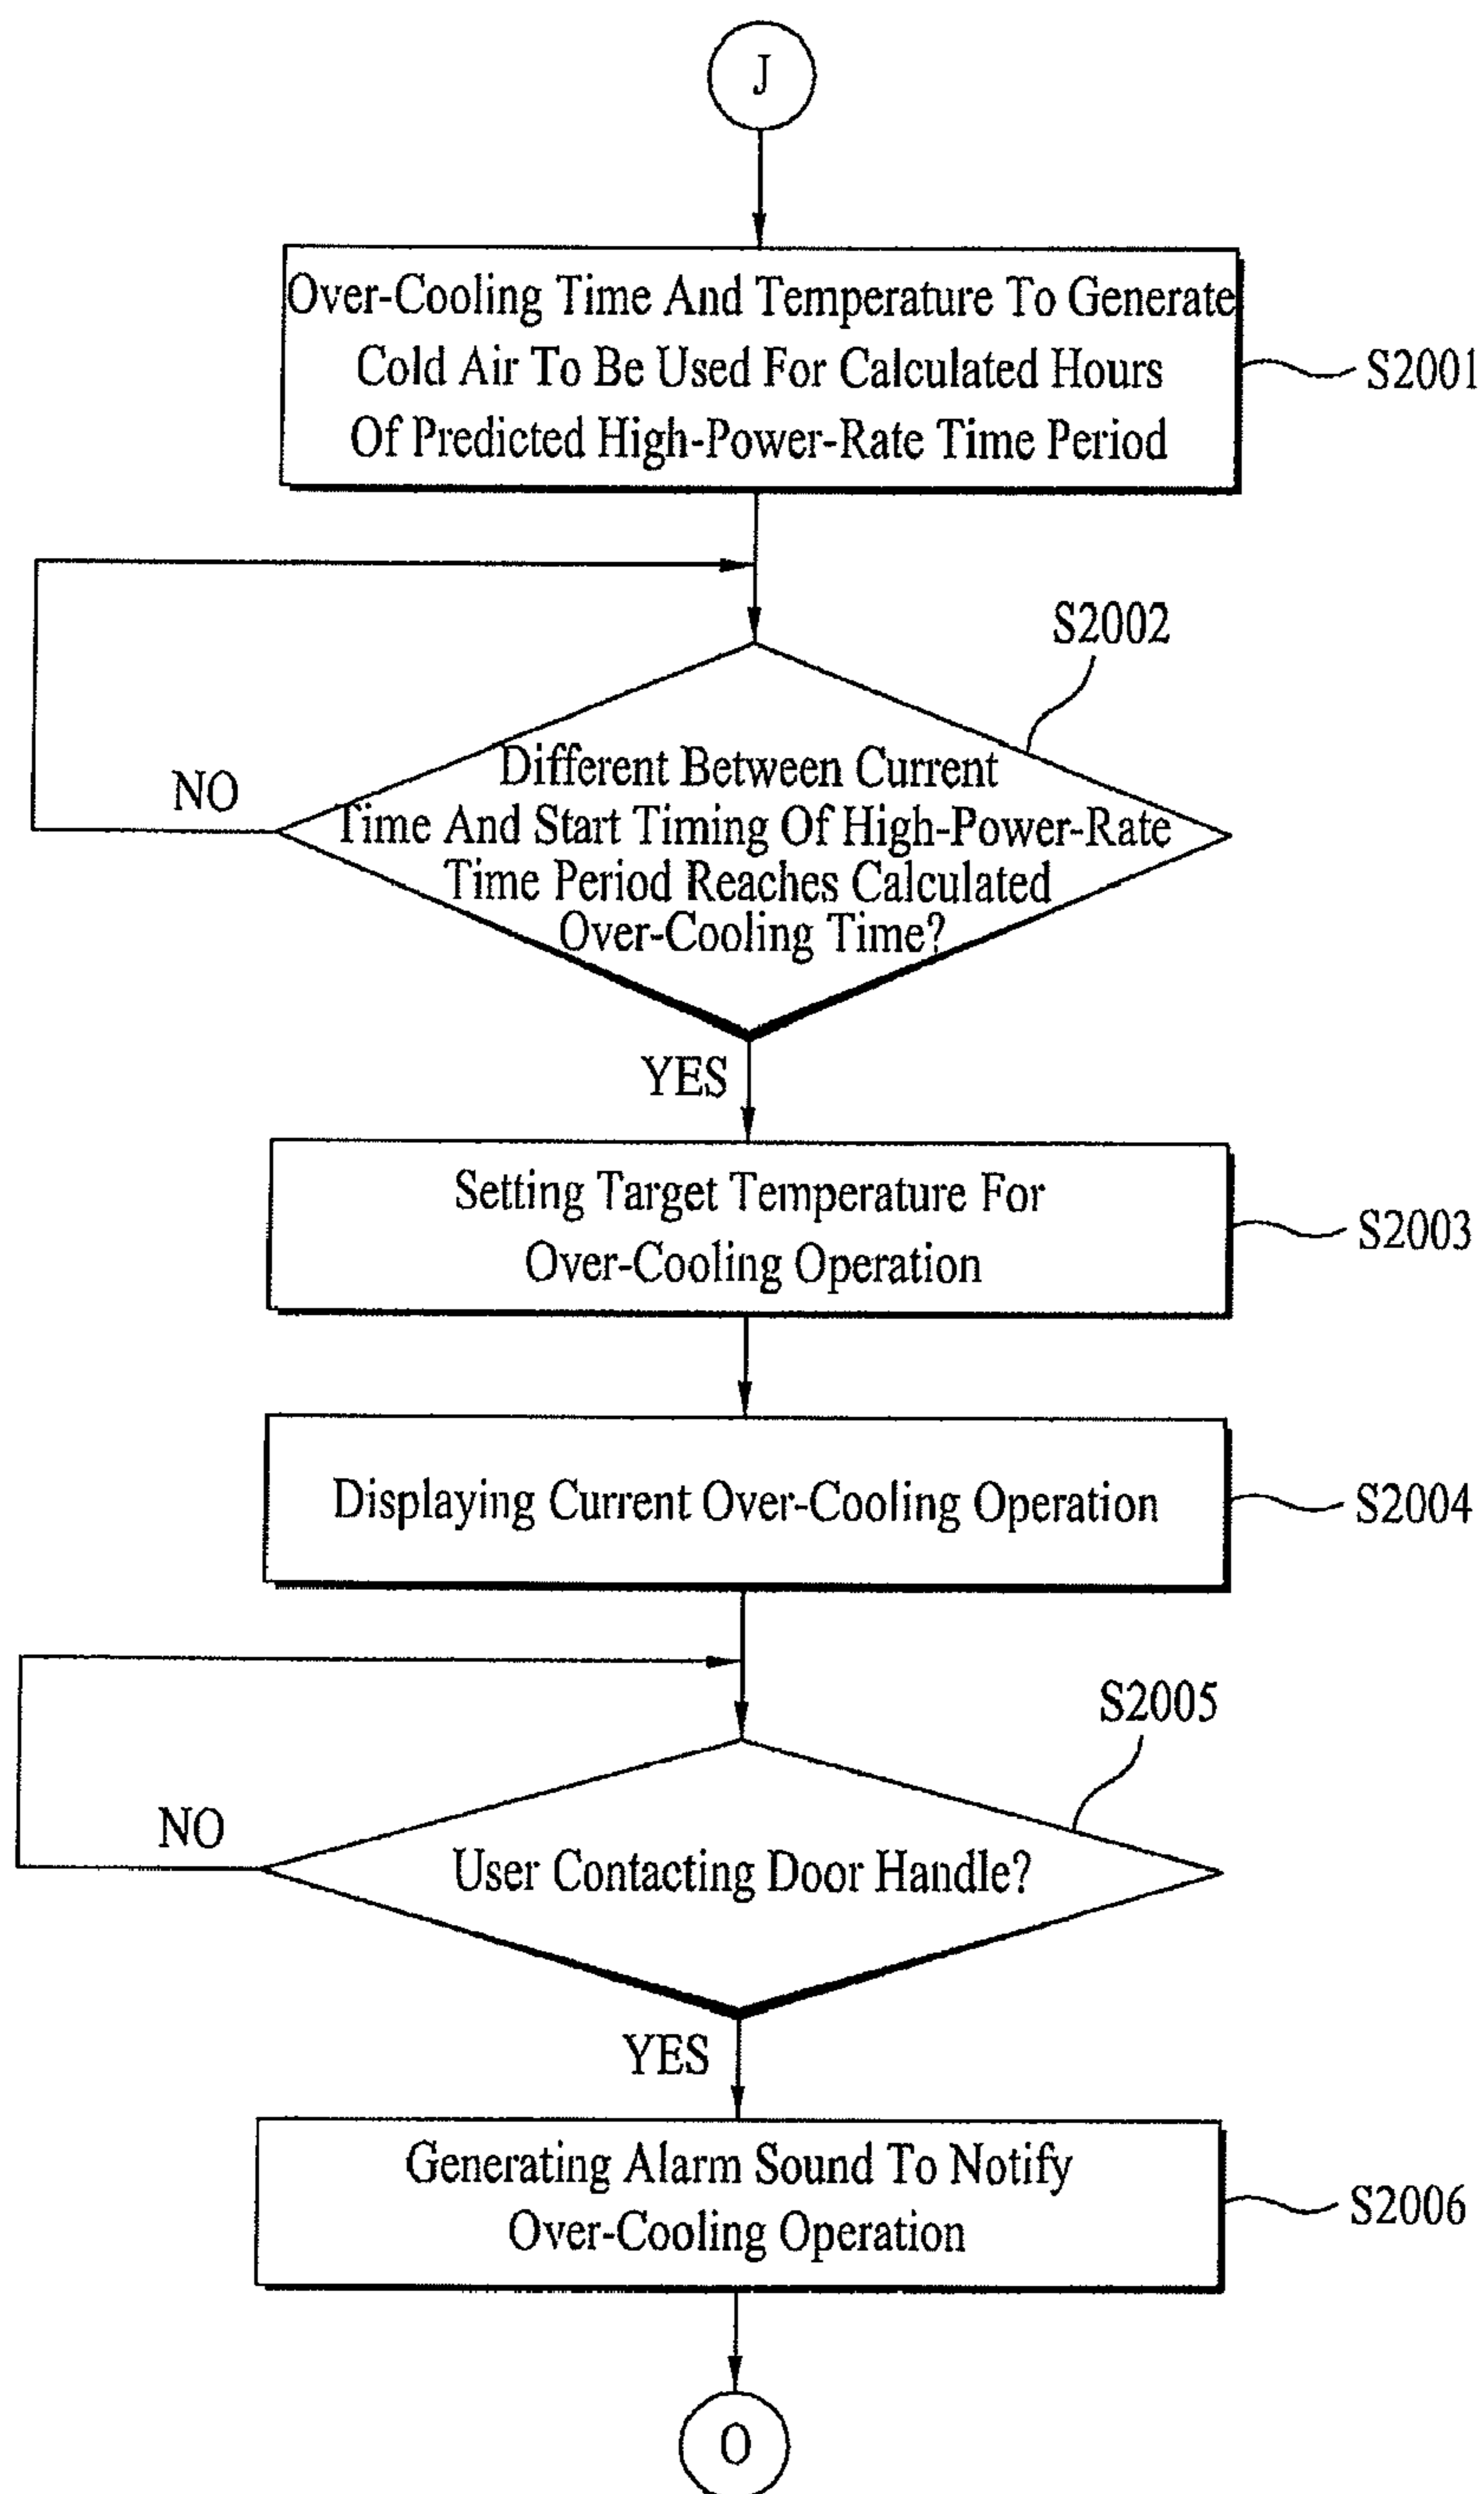 J
Over-Cooling Time And Temperature To Generate
Cold Air To Be Used For Calculated Hours
Of Predicted High-Power-Rate Time Period
S2001
S2002
Different Between Current
Time And Start Timing Of High-Power-Rate
Time Period Reaches Calculated
Over-Cooling Time?
NO
YES
Setting Target Temperature For
Over-Cooling Operation
S2003
Displaying Current Over-Cooling Operation
S2004
S2005
NO
User Contacting Door Handle?
YES
Generating Alarm Sound To Notify
Over-Cooling Operation
S2006
O